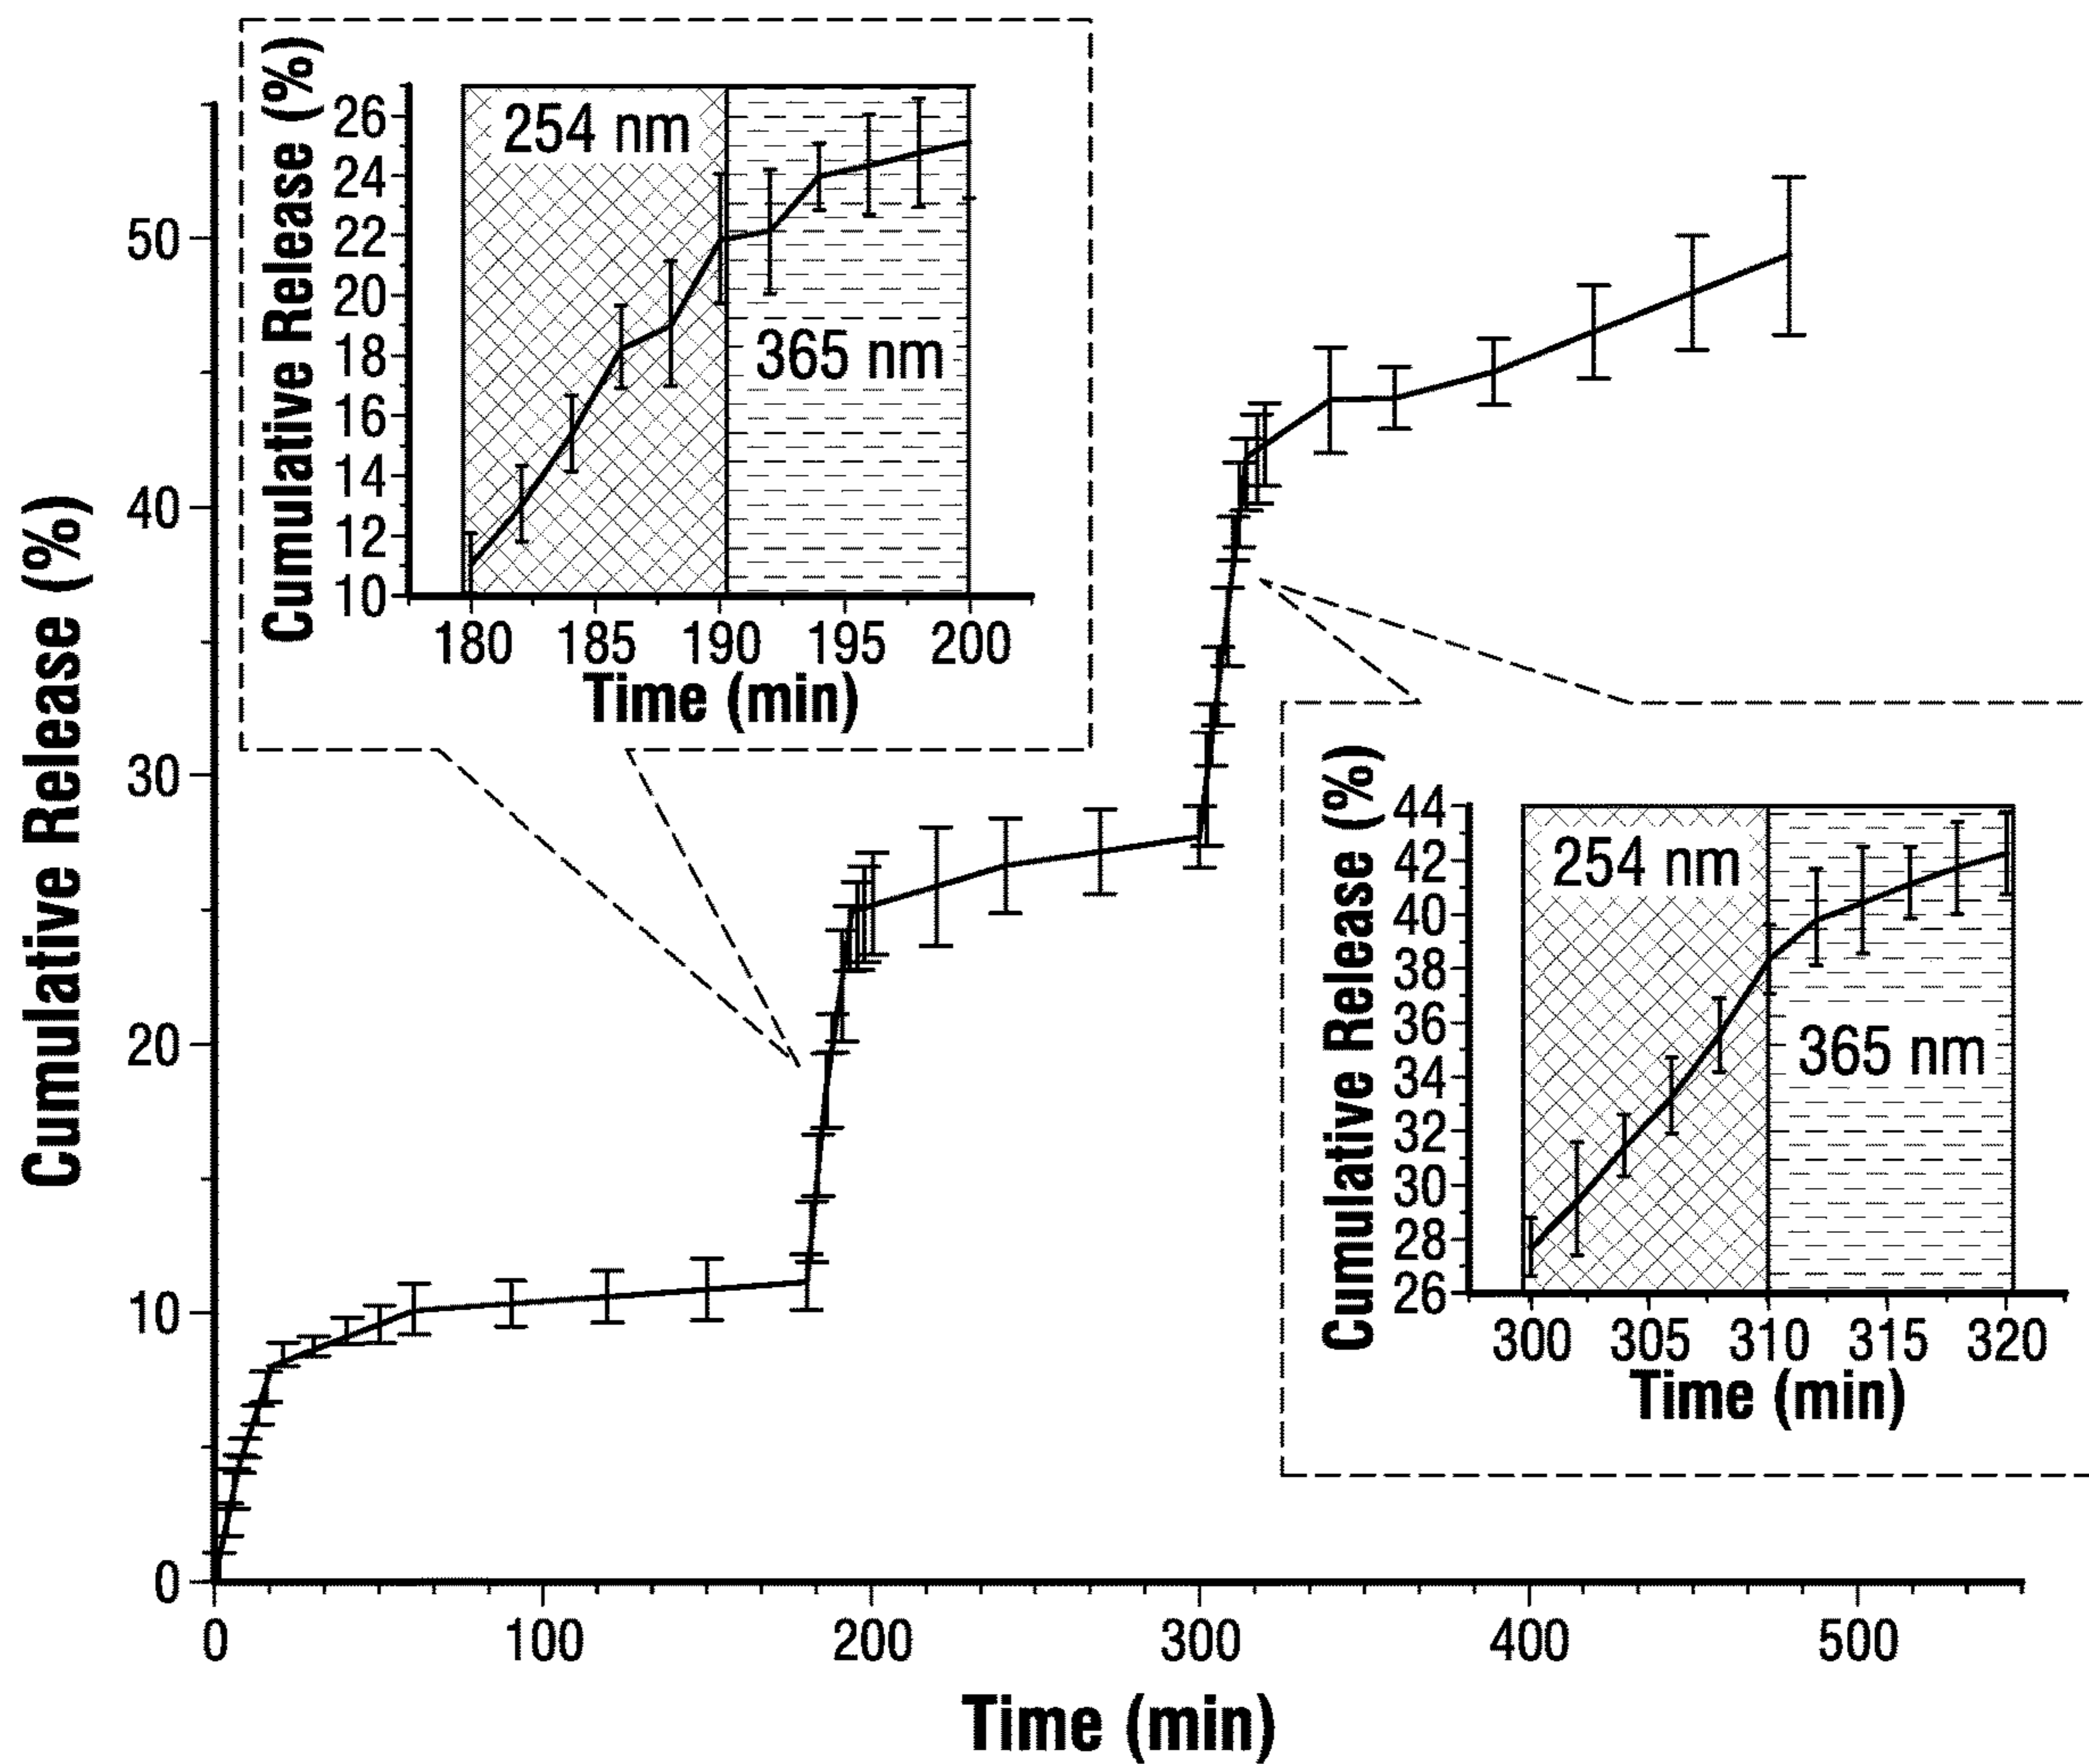 Cumulative Release (%)
50
40
30
20
10
0
0 100 200 300 400 500
Time (min)
Cumulative Release (%)
26
24
22
20
18
16
14
12
10
254 nm
365 nm
180 185 190 195 200
Time (min)
Cumulative Release (%)
44
42
40
38
36
34
32
30
28
26
254 nm
365 nm
300 305 310 315 320
Time (min)